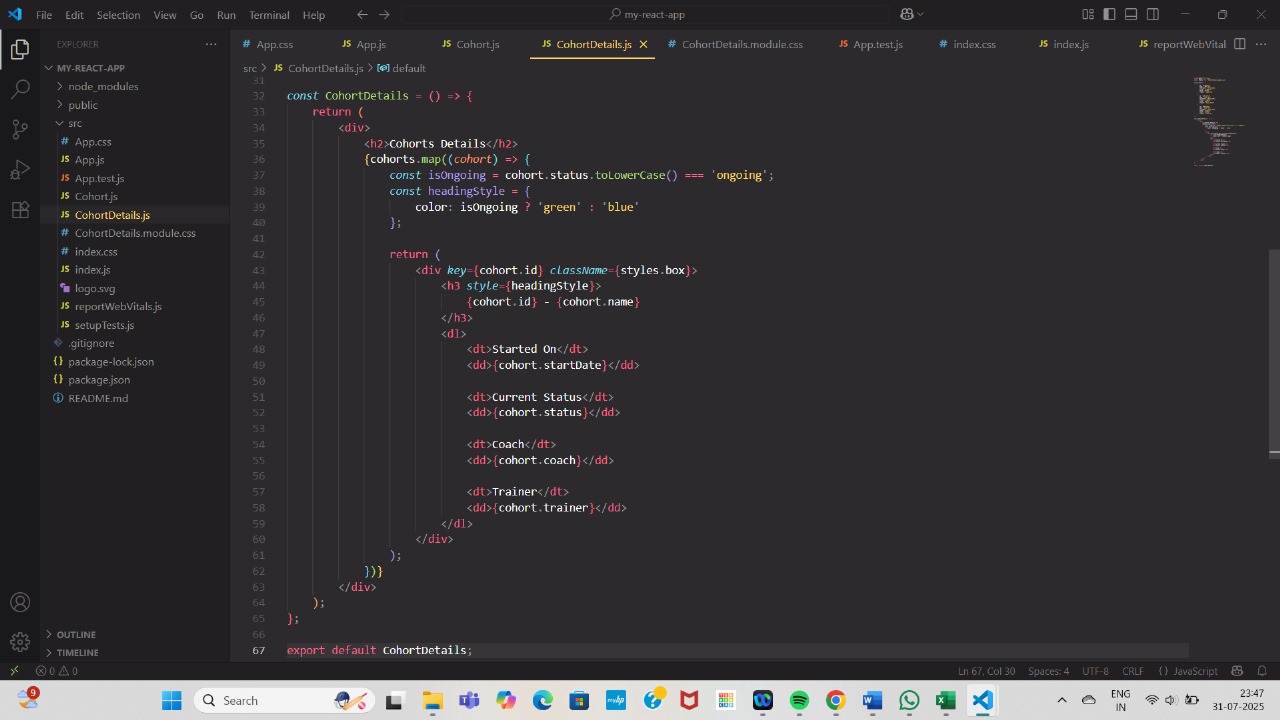 File Edit Selection View Go Run Terminal Help
my-react-app
EXPLORER
MY-REACT-APP
node_modules
public
src
# App.css
JS App.js
JS App.test.js
JS Cohort.js
JS CohortDetails.js
# CohortDetails.module.css
# index.css
JS index.js
logo.svg
JS reportWebVitals.js
JS setupTests.js
.gitignore
{} package-lock.json
{} package.json
README.md
OUTLINE
TIMELINE
# App.css JS App.js JS Cohort.js JS CohortDetails.js # CohortDetails.module.css JS App.test.js # index.css JS index.js JS reportWebVital
src > JS CohortDetails.js > default
31
32 const CohortDetails = () => {
33 return (
34 <div>
35 <h2>Cohorts Details</h2>
36 {cohorts.map((cohort) => {
37 const isOngoing = cohort.status.toLowerCase() === 'ongoing';
38 const headingStyle = {
39 color: isOngoing ? 'green' : 'blue'
40 };
41
42 return (
43 <div key={cohort.id} className={styles.box}>
44 <h3 style={headingStyle}>
45 {cohort.id} - {cohort.name}
46 </h3>
47 <dl>
48 <dt>Started On</dt>
49 <dd>{cohort.startDate}</dd>
50
51 <dt>Current Status</dt>
52 <dd>{cohort.status}</dd>
53
54 <dt>Coach</dt>
55 <dd>{cohort.coach}</dd>
56
57 <dt>Trainer</dt>
58 <dd>{cohort.trainer}</dd>
59 </dl>
60 </div>
61 );
62 })}
63 </div>
64 );
65 };
66
67 export default CohortDetails;
0 0 Ln 67, Col 30 Spaces: 4 UTF-8 CRLF {} JavaScript
9
Search
ENG
IN
23:47
31-07-2025